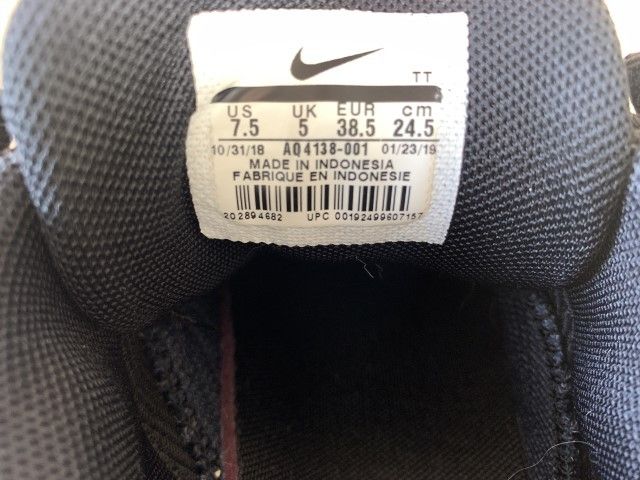 TT
US UK EUR cm
7.5 5 38.5 24.5
10/31/18 AQ4138-001 01/23/19
MADE IN INDONESIA
FABRIQUE EN INDONESIE
202894682 UPC 00192499607157